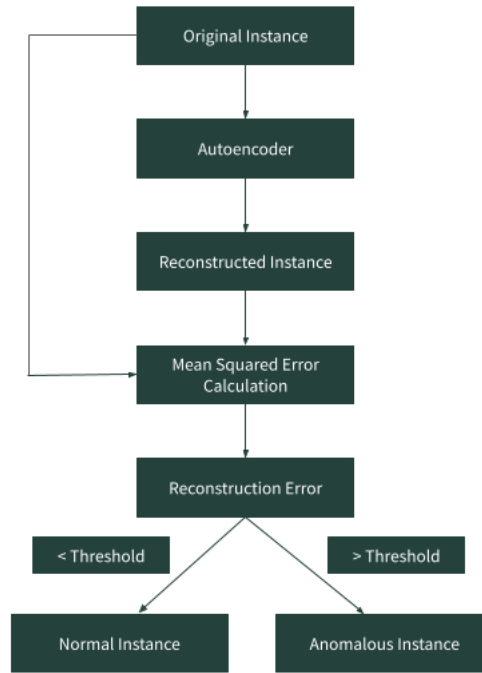 Original Instance
Autoencoder
Reconstructed Instance
Mean Squared Error
Calculation
Reconstruction Error
< Threshold
> Threshold
Normal Instance
Anomalous Instance